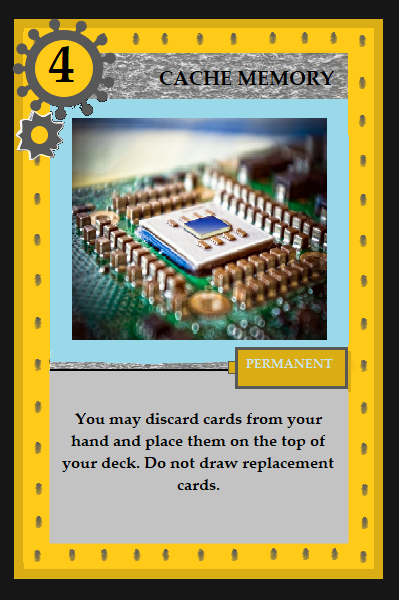 4
CACHE MEMORY
PERMANENT
You may discard cards from your
hand and place them on the top of
your deck. Do not draw replacement
cards.